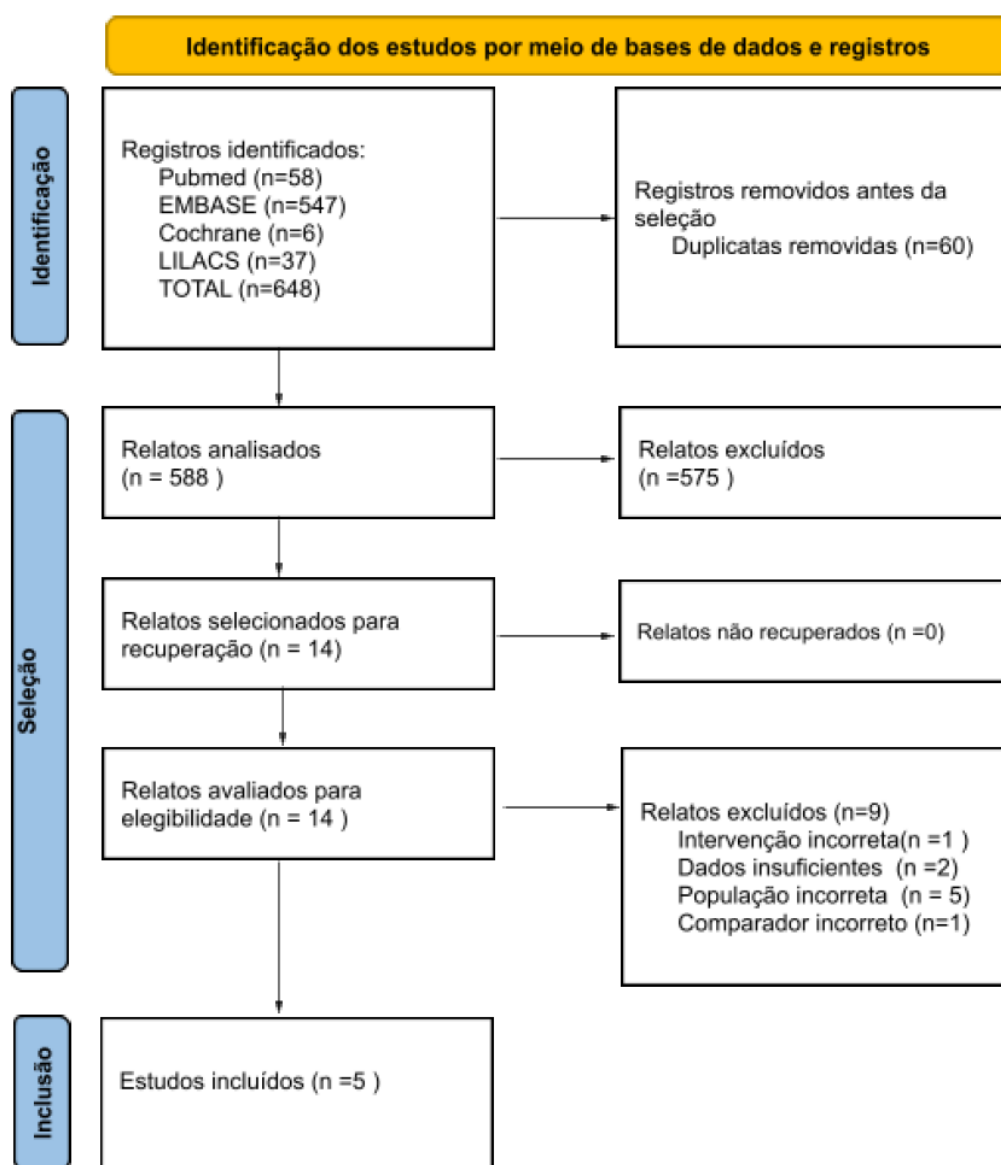 Identificação dos estudos por meio de bases de dados e registros
Identificação
Registros identificados:
Pubmed (n=58)
EMBASE (n=547)
Cochrane (n=6)
LILACS (n=37)
TOTAL (n=648)
Registros removidos antes da
seleção
Duplicatas removidas (n=60)
Seleção
Relatos analisados
(n = 588 )
Relatos excluídos
(n =575 )
Relatos selecionados para
recuperação (n = 14)
Relatos não recuperados (n =0)
Relatos avaliados para
elegibilidade (n = 14 )
Relatos excluídos (n=9)
Intervenção incorreta(n =1 )
Dados insuficientes (n =2)
População incorreta (n = 5)
Comparador incorreto (n=1)
Inclusão
Estudos incluídos (n =5 )